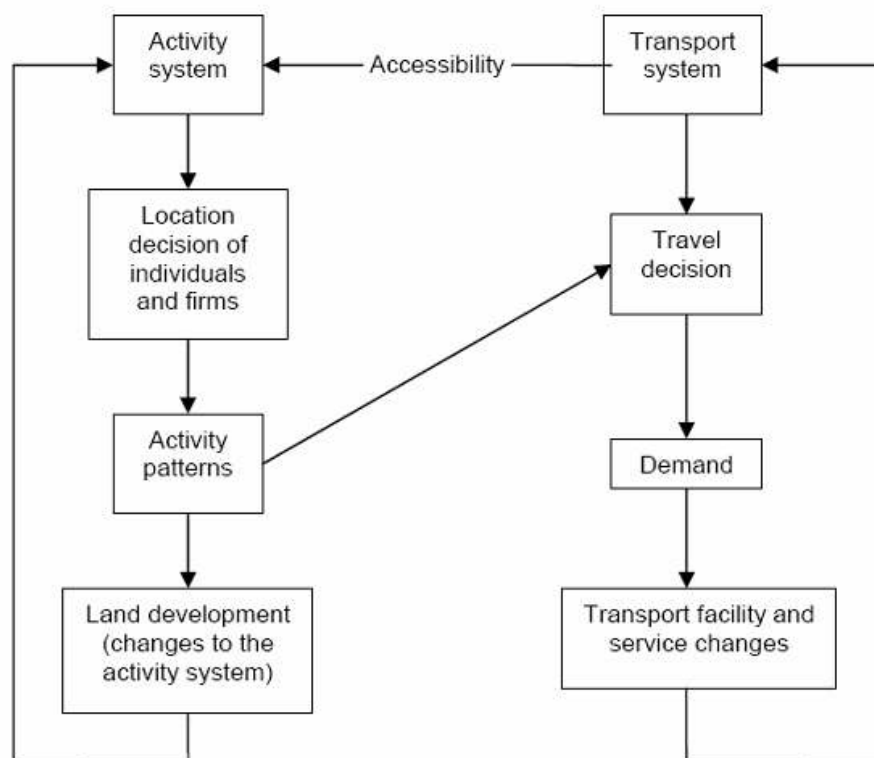 Activity
system
Accessibility
Transport
system
Location
decision of
individuals
and firms
Travel
decision
Activity
patterns
Demand
Land development
(changes to the
activity system)
Transport facility and
service changes